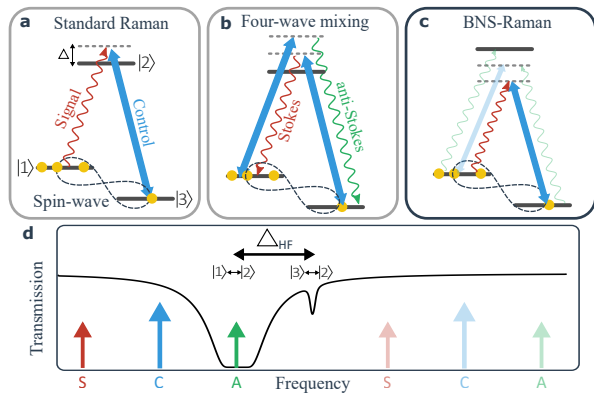 a Standard Raman
Δ
|2⟩
Signal
Control
|1⟩
Spin-wave
|3⟩
b Four-wave mixing
Stokes
anti-Stokes
c BNS-Raman
d
Δ HF
|1⟩↔|2⟩ |3⟩↔|2⟩
Transmission
S C A S C A
Frequency